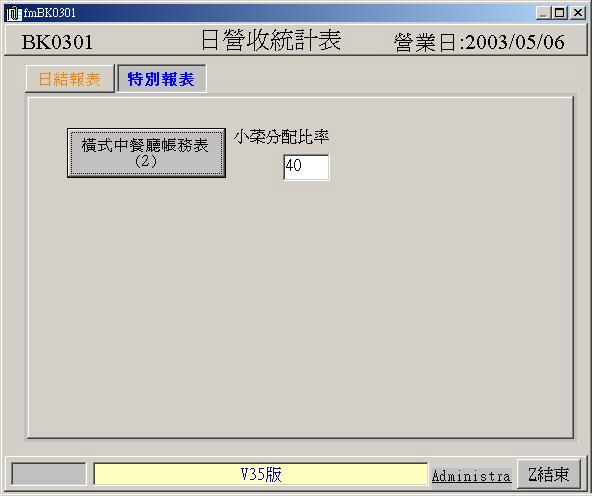 fmBK0301
BK0301 日營收統計表 營業日:2003/05/06
日結報表 特別報表
橫式中餐廳帳務表
(2)
小菜分配比率
40
V35版 Administra Z結束